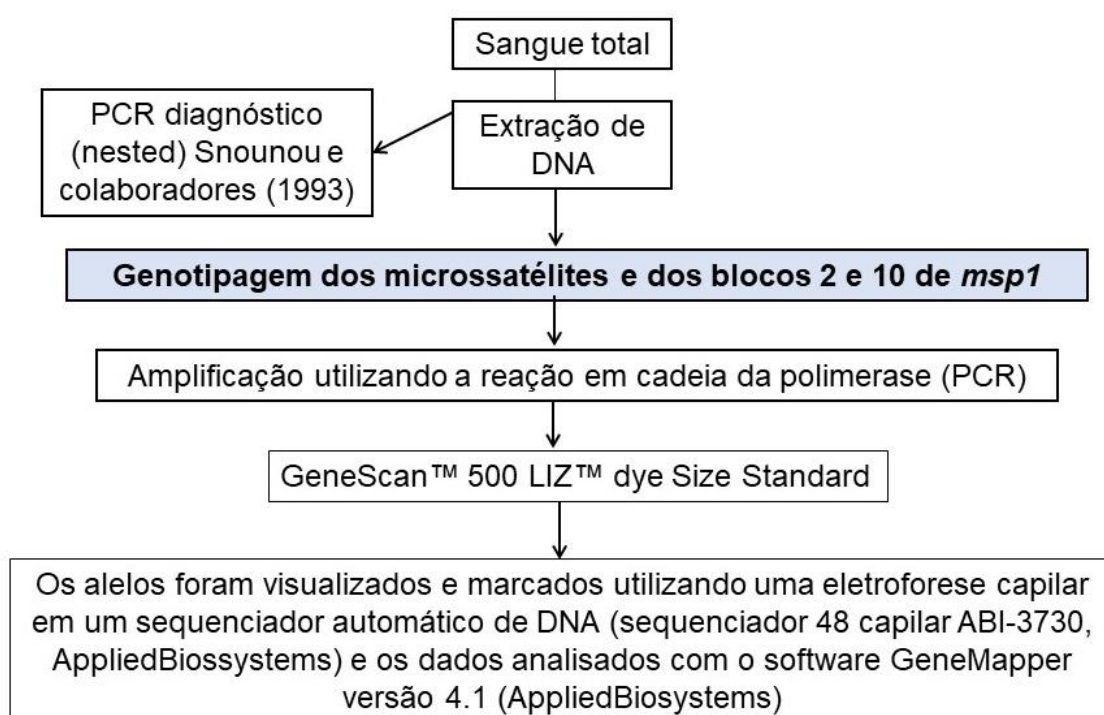 Sangue total
PCR diagnóstico
(nested) Snounou e
colaboradores (1993)
Extração de
DNA
Genotipagem dos microssatélites e dos blocos 2 e 10 de msp1
Amplificação utilizando a reação em cadeia da polimerase (PCR)
GeneScan™ 500 LIZ™ dye Size Standard
Os alelos foram visualizados e marcados utilizando uma eletroforese capilar
em um sequenciador automático de DNA (sequenciador 48 capilar ABI-3730,
AppliedBiossystems) e os dados analisados com o software GeneMapper
versão 4.1 (AppliedBiosystems)